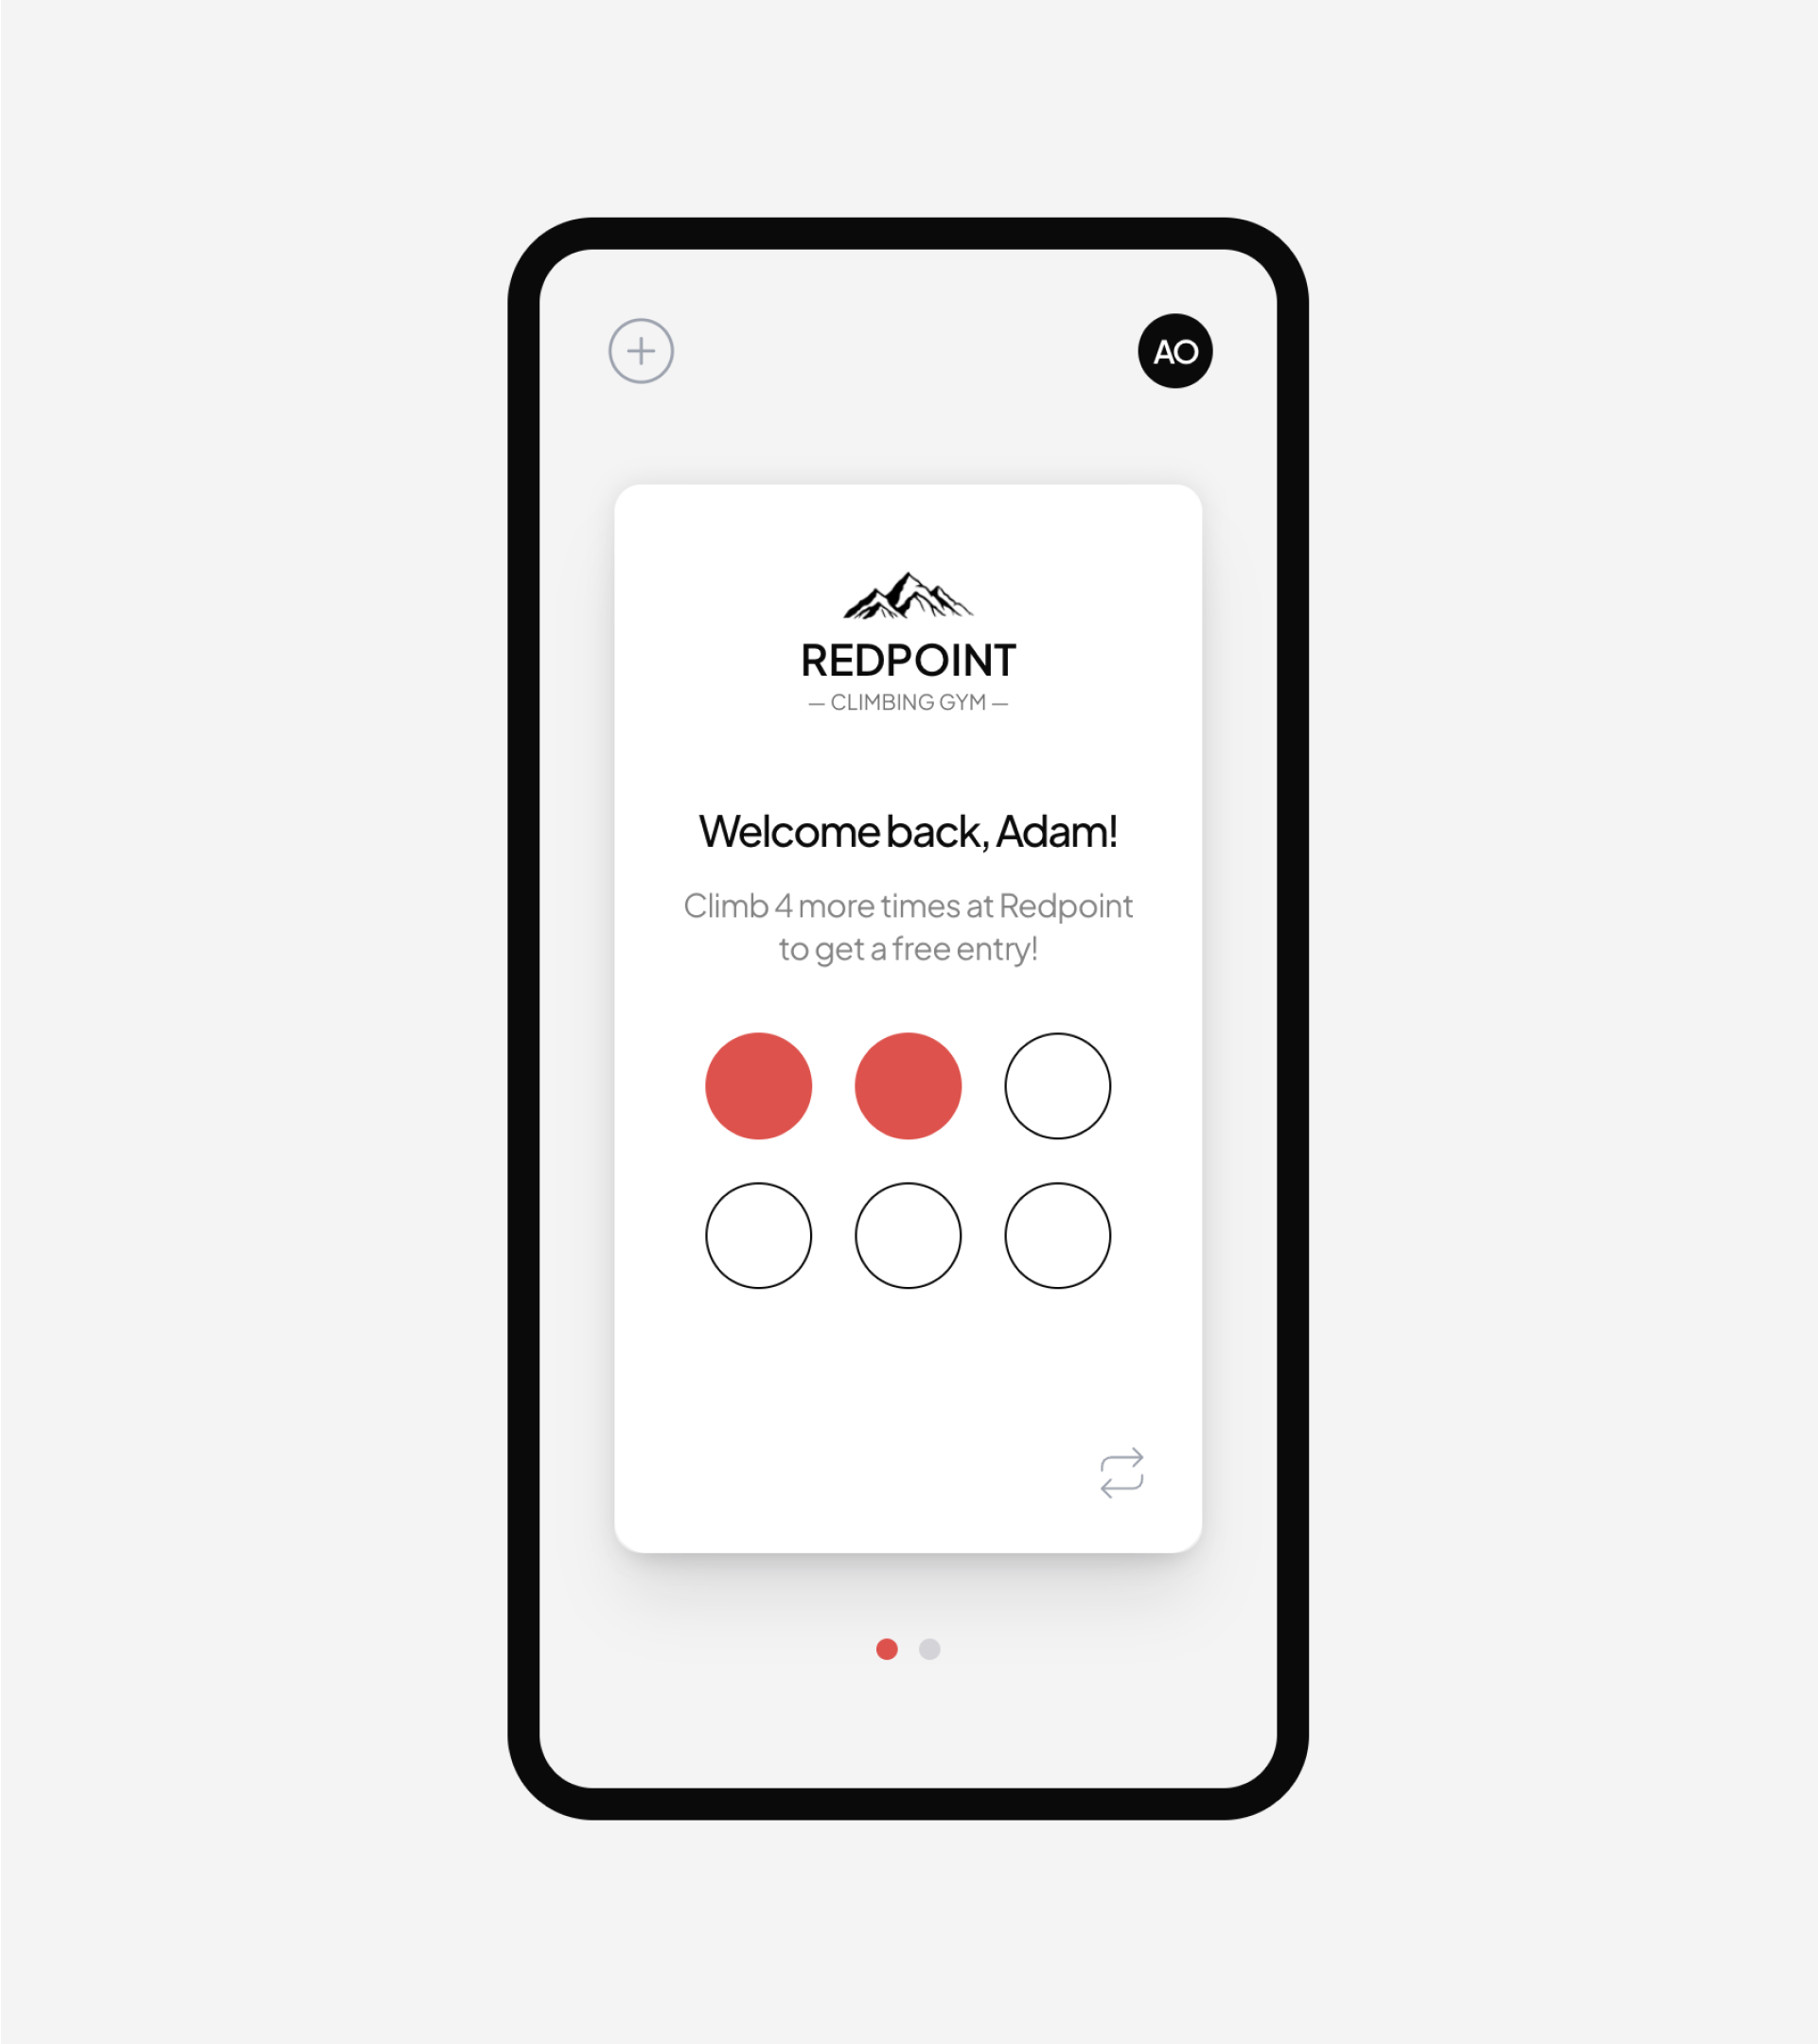 AO
REDPOINT
— CLIMBING GYM —
Welcome back, Adam!
Climb 4 more times at Redpoint
to get a free entry!